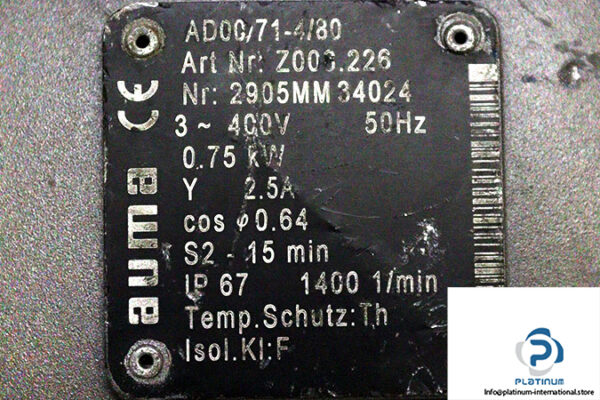 AD00/71-4/80
Art Nr: Z006.226
Nr: 2905MM34024
3 ~ 400V 50Hz
0.75 kW
Y 2.5A
cos φ 0.64
S2 - 15 min
IP 67 1400 1/min
Temp.Schutz:Th
Isol.Kl:F
CE
auma
PLATINUM
Info@platinum-international.store